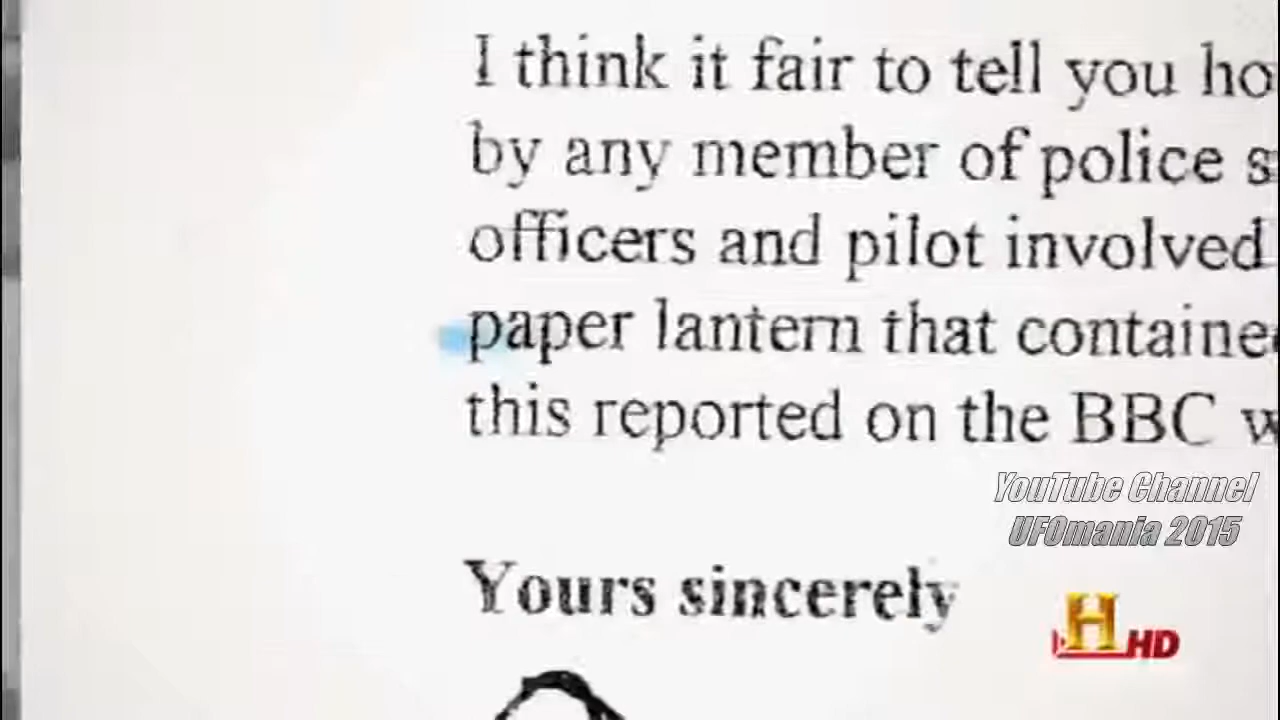 I think it fair to tell you ho
by any member of police s
officers and pilot involved
paper lantern that containe
this reported on the BBC w
YouTube Channel
UFOmania 2015
Yours sincerely
H HD